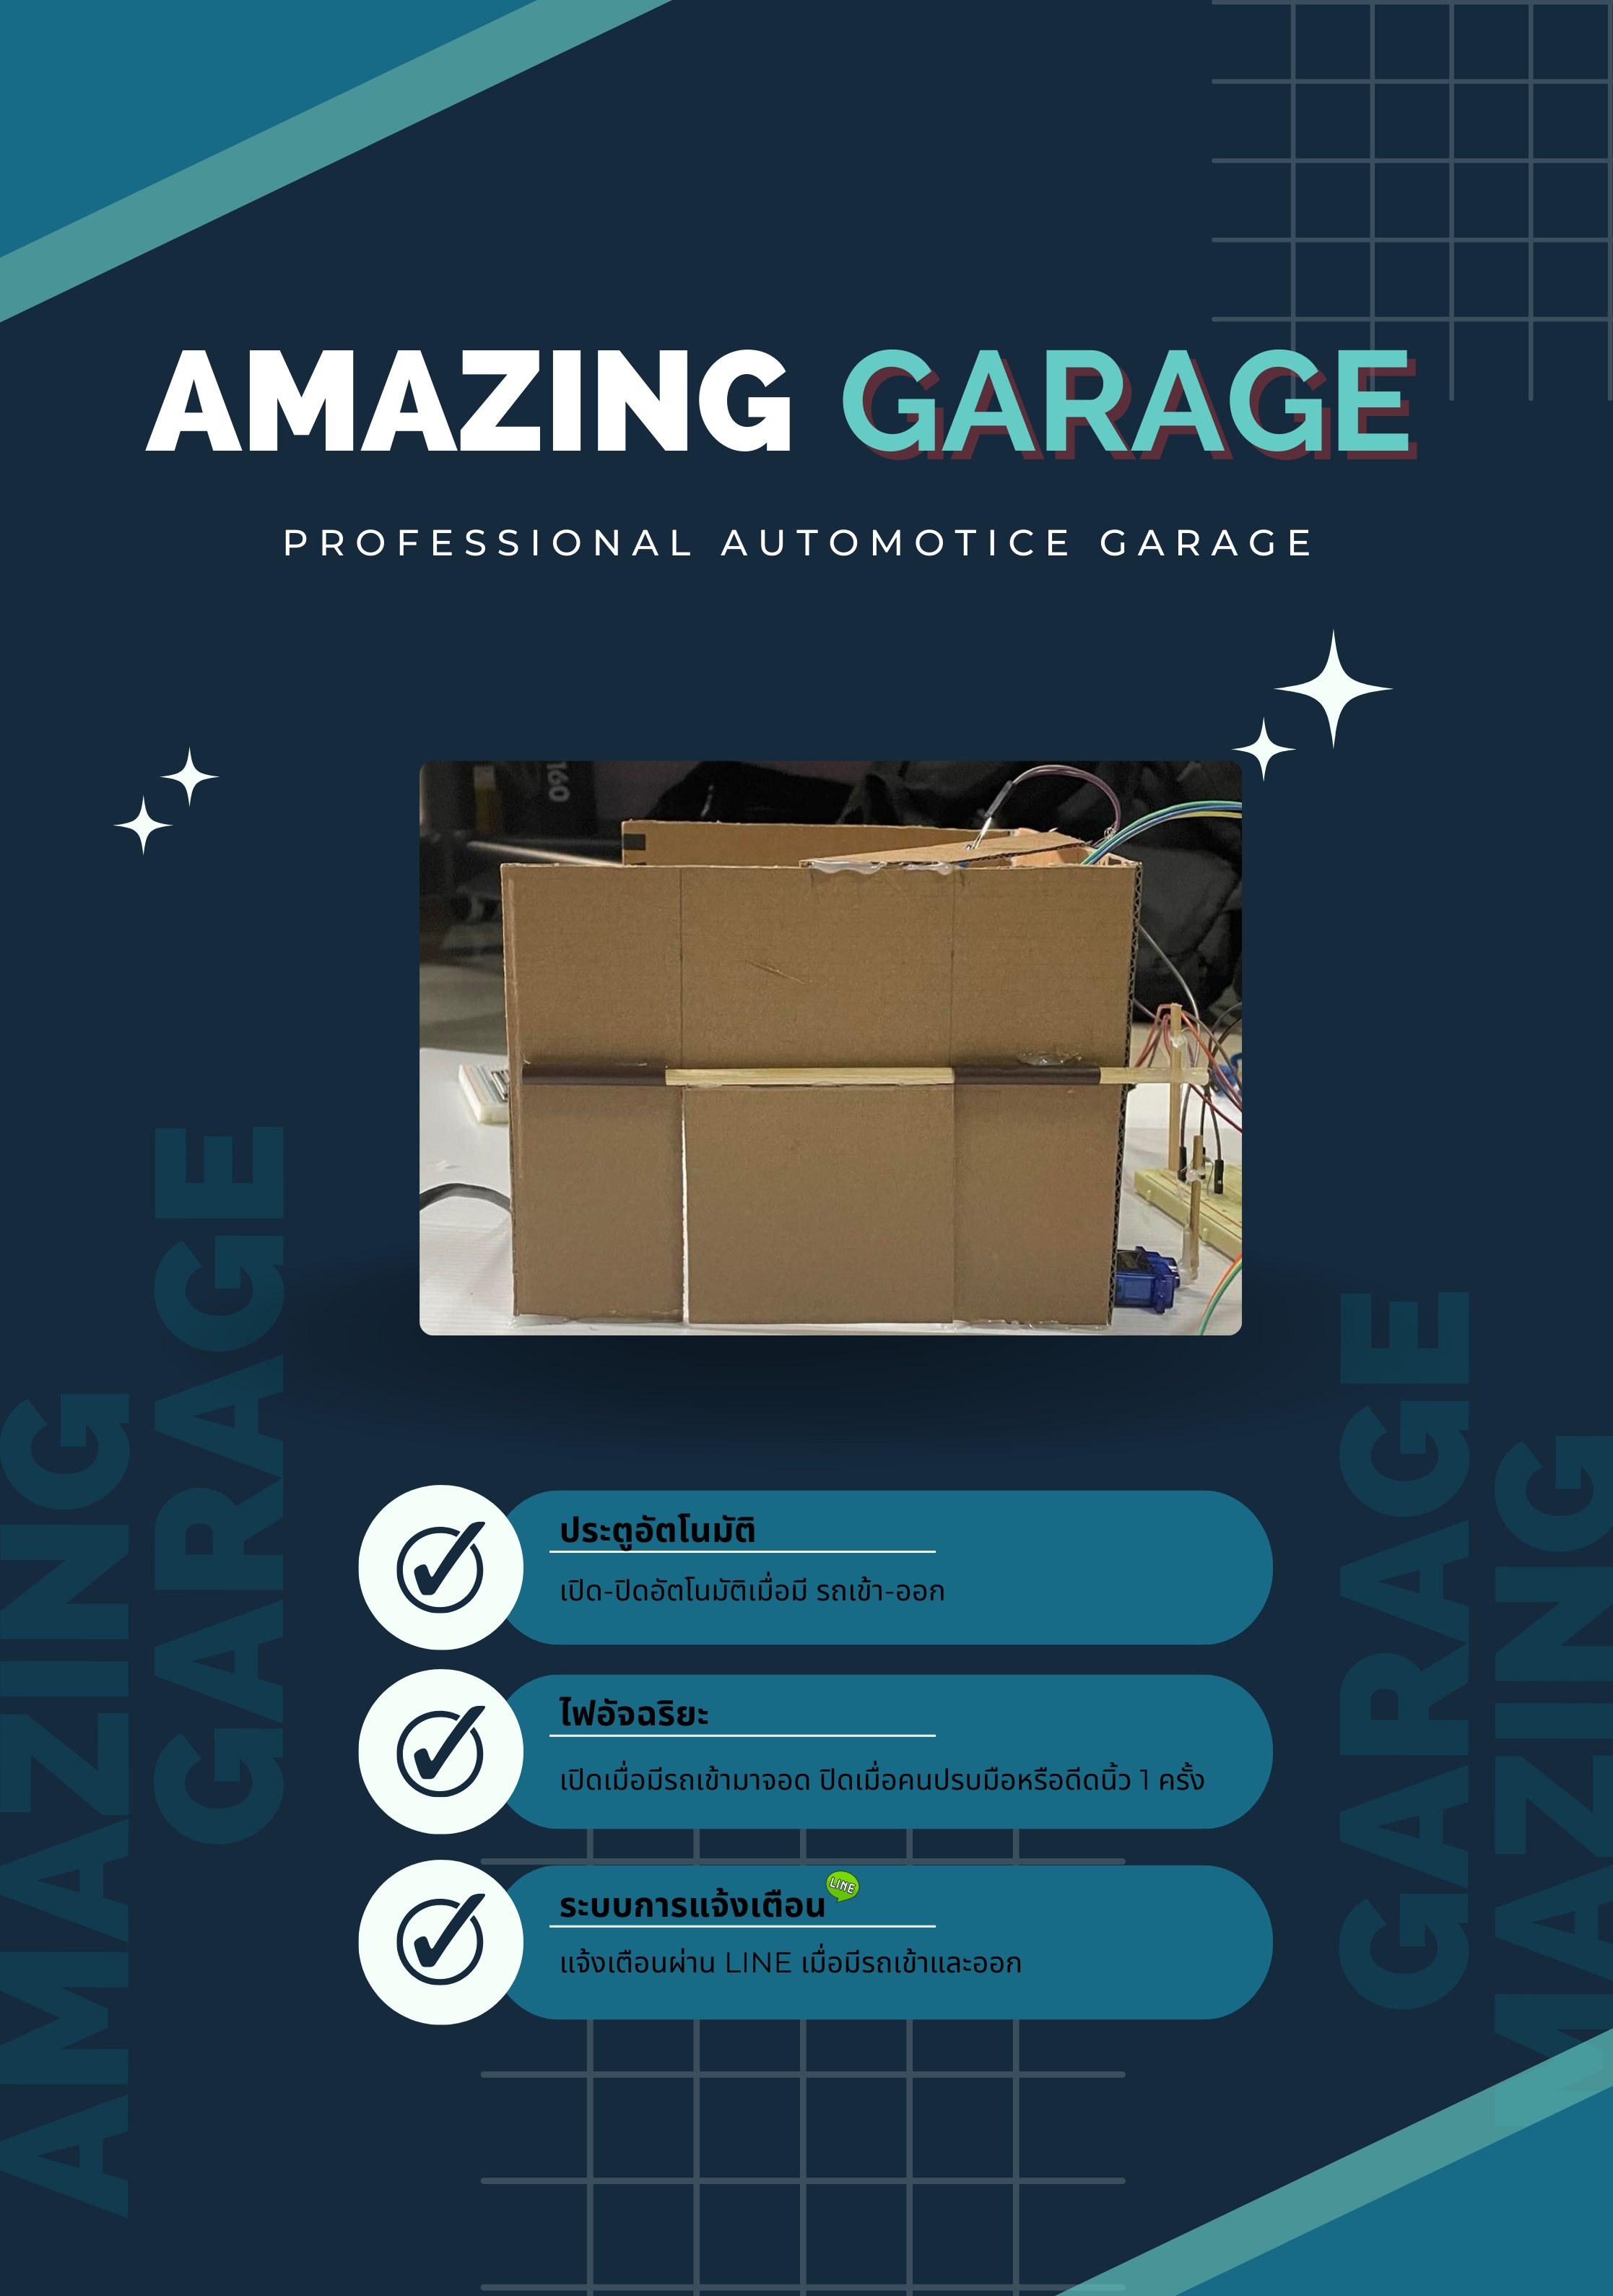 AMAZING GARAGE
PROFESSIONAL AUTOMOTICE GARAGE
160
ประตูอัตโนมัติ
เปิด-ปิดอัตโนมัติเมื่อมี รถเข้า-ออก
ไฟอัจฉริยะ
เปิดเมื่อมีรถเข้ามาจอด ปิดเมื่อคนปรบมือหรือดีดนิ้ว 1 ครั้ง
ระบบการแจ้งเตือน LINE
แจ้งเตือนผ่าน LINE เมื่อมีรถเข้าและออก
AMAZING
GARAGE
GARAGE
AMAZING